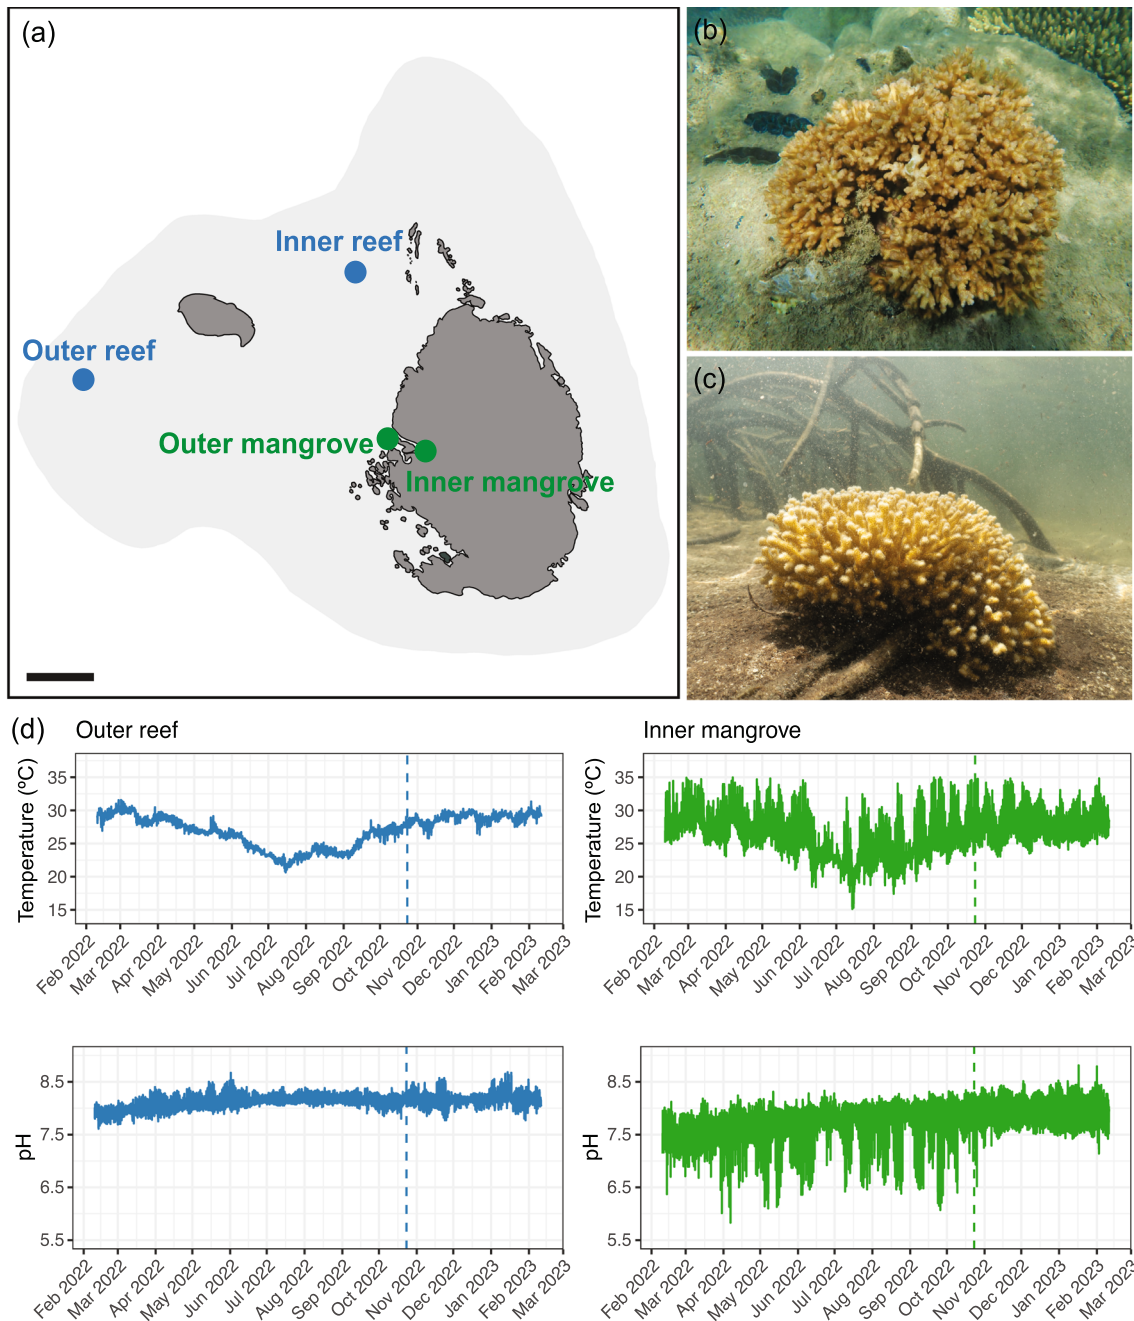 (a)
Inner reef
Outer reef
Outer mangrove
Inner mangrove
(b)
(c)
(d)
Outer reef
Temperature (ºC)
35
30
25
20
15
Feb 2022
Mar 2022
Apr 2022
May 2022
Jun 2022
Jul 2022
Aug 2022
Sep 2022
Oct 2022
Nov 2022
Dec 2022
Jan 2023
Feb 2023
Mar 2023
Inner mangrove
Temperature (ºC)
35
30
25
20
15
Feb 2022
Mar 2022
Apr 2022
May 2022
Jun 2022
Jul 2022
Aug 2022
Sep 2022
Oct 2022
Nov 2022
Dec 2022
Jan 2023
Feb 2023
Mar 2023
pH
8.5
7.5
6.5
5.5
Feb 2022
Mar 2022
Apr 2022
May 2022
Jun 2022
Jul 2022
Aug 2022
Sep 2022
Oct 2022
Nov 2022
Dec 2022
Jan 2023
Feb 2023
Mar 2023
pH
8.5
7.5
6.5
5.5
Feb 2022
Mar 2022
Apr 2022
May 2022
Jun 2022
Jul 2022
Aug 2022
Sep 2022
Oct 2022
Nov 2022
Dec 2022
Jan 2023
Feb 2023
Mar 2023